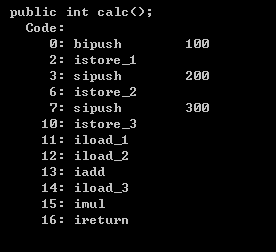 public int calc();
Code:
0: bipush 100
2: istore_1
3: sipush 200
6: istore_2
7: sipush 300
10: istore_3
11: iload_1
12: iload_2
13: iadd
14: iload_3
15: imul
16: ireturn